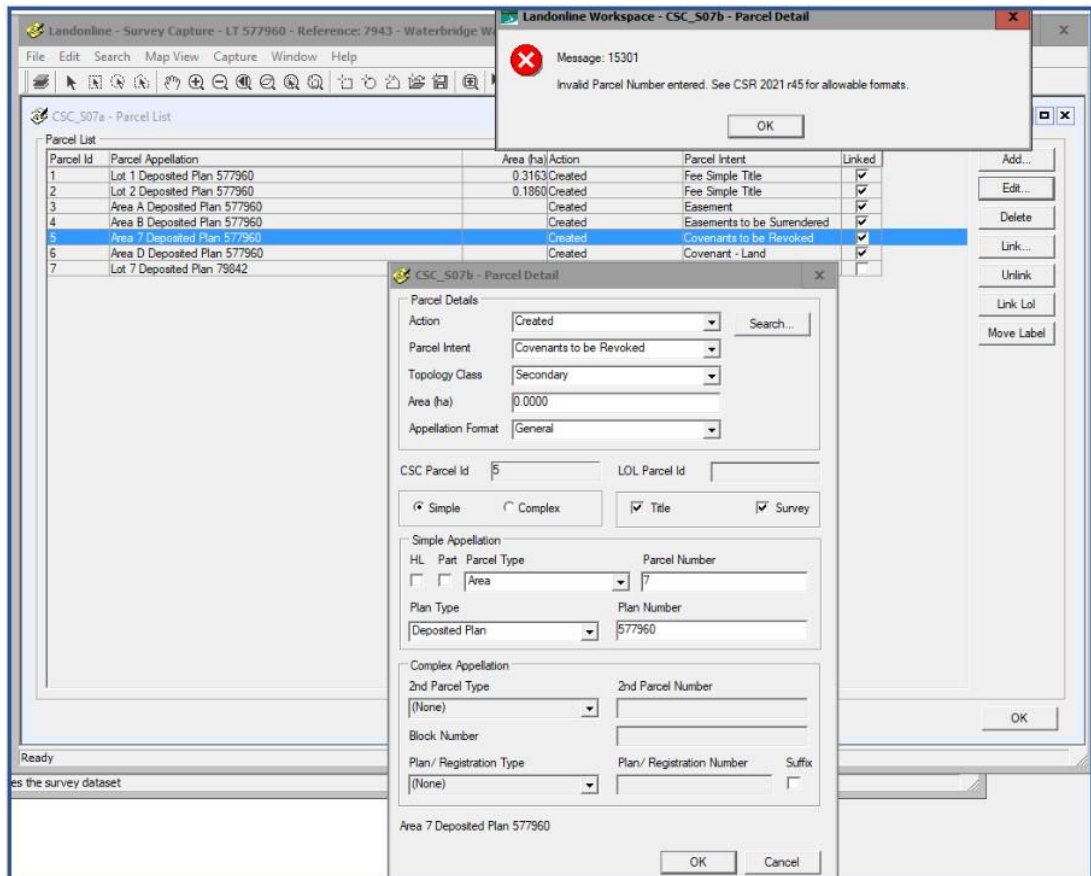 Landonline - Survey Capture - LT 577960 - Reference: 7943 - Waterbridge Wa
File Edit Search Map View Capture Window Help
Landonline Workspace - CSC_S07b - Parcel Detail
Message: 15301
Invalid Parcel Number entered. See CSR 2021 r45 for allowable formats.
OK
CSC_S07a - Parcel List
Parcel List
Parcel Id Parcel Appellation Area (ha) Action Parcel Intent Linked
1 Lot 1 Deposited Plan 577960 0.3163 Created Fee Simple Title
2 Lot 2 Deposited Plan 577960 0.1860 Created Fee Simple Title
3 Area A Deposited Plan 577960 Created Easement
4 Area B Deposited Plan 577960 Created Easements to be Surrendered
5 Area 7 Deposited Plan 577960 Created Covenants to be Revoked
6 Area D Deposited Plan 577960 Created Covenant - Land
7 Lot 7 Deposited Plan 79842
Add...
Edit...
Delete
Link...
Unlink
Link Lol
Move Label
OK
CSC_S07b - Parcel Detail
Parcel Details
Action Created Search...
Parcel Intent Covenants to be Revoked
Topology Class Secondary
Area (ha) 0.0000
Appellation Format General
CSC Parcel Id 5 LOL Parcel Id
Simple Complex Title Survey
Simple Appellation
HL Part Parcel Type Parcel Number
Area 7
Plan Type Plan Number
Deposited Plan 577960
Complex Appellation
2nd Parcel Type 2nd Parcel Number
(None)
Block Number
Plan/ Registration Type Plan/ Registration Number Suffix
(None)
Area 7 Deposited Plan 577960
OK Cancel
Ready
es the survey dataset